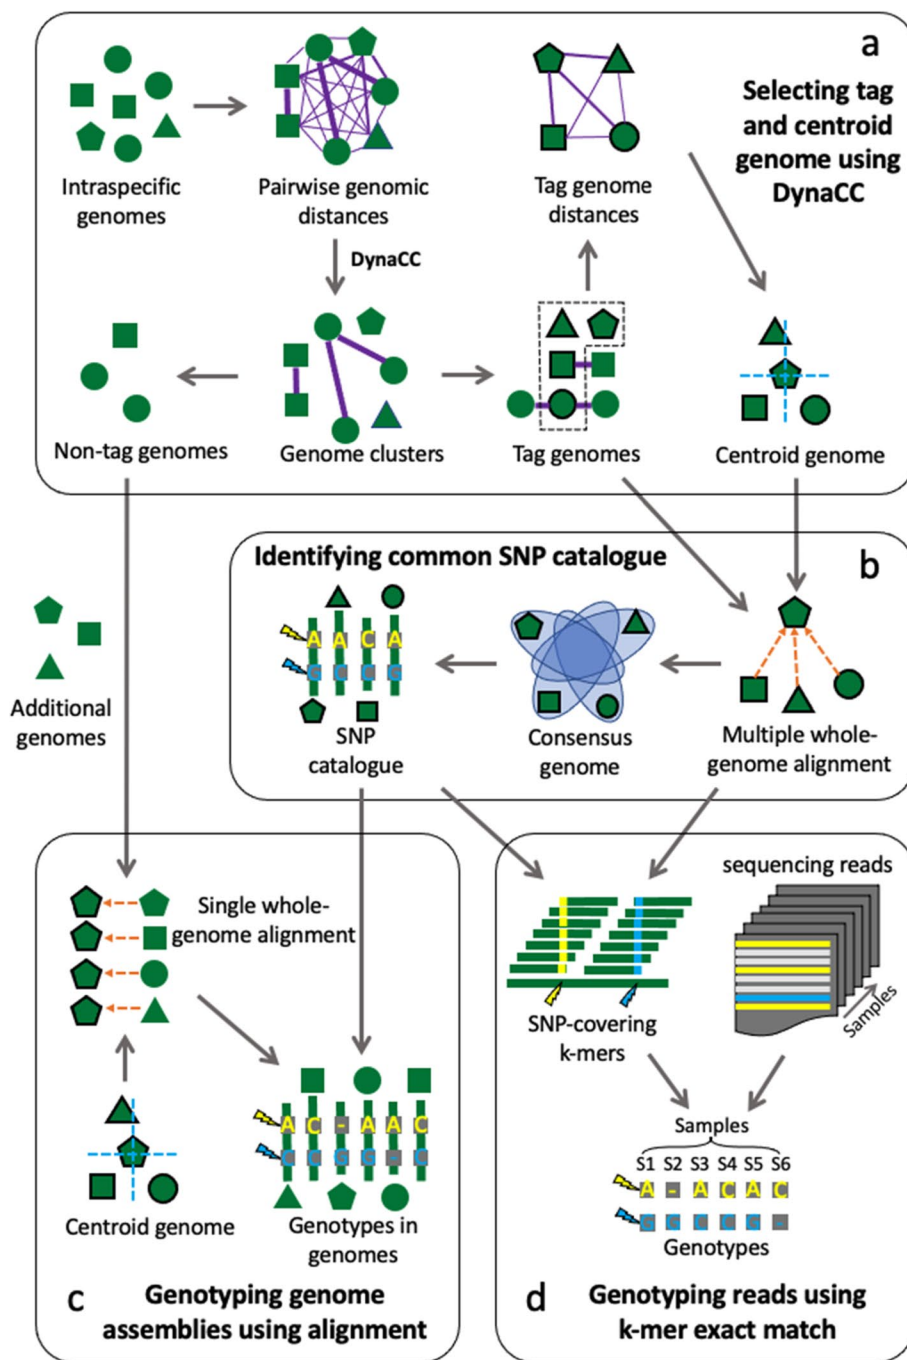 a
Selecting tag
and centroid
genome using
DynaCC
Intraspecific
genomes
Pairwise genomic
distances
Tag genome
distances
DynaCC
Non-tag genomes
Genome clusters
Tag genomes
Centroid genome
Identifying common SNP catalogue
b
A A C A
SNP
catalogue
Consensus
genome
Multiple whole-
genome alignment
Additional
genomes
Single whole-
genome alignment
sequencing reads
Samples
SNP-covering
k-mers
Centroid genome
A C - A A C
Genotypes in
genomes
Samples
S1 S2 S3 S4 S5 S6
A - A C A C
Genotypes
c
Genotyping genome
assemblies using alignment
d
Genotyping reads using
k-mer exact match